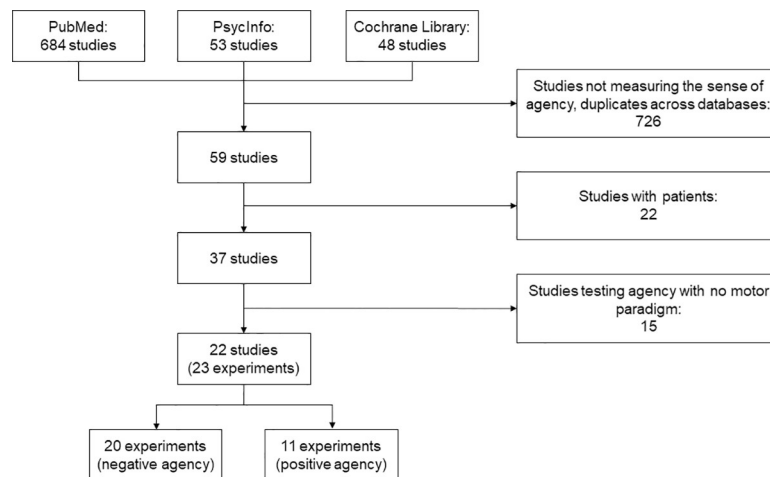 PubMed:
684 studies
PsycInfo:
53 studies
Cochrane Library:
48 studies
Studies not measuring the sense of
agency, duplicates across databases:
726
59 studies
Studies with patients:
22
37 studies
Studies testing agency with no motor
paradigm:
15
22 studies
(23 experiments)
20 experiments
(negative agency)
11 experiments
(positive agency)